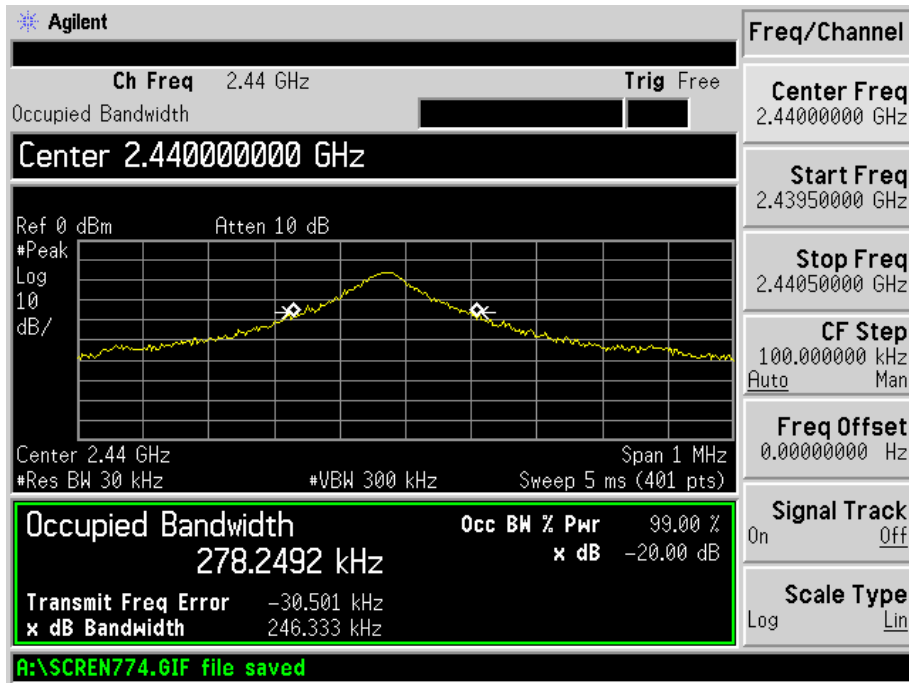 Agilent
Ch Freq 2.44 GHz Trig Free
Occupied Bandwidth
Center 2.440000000 GHz
Ref 0 dBm Atten 10 dB
#Peak
Log
10
dB/
Center 2.44 GHz Span 1 MHz
#Res BW 30 kHz #VBW 300 kHz Sweep 5 ms (401 pts)
Occupied Bandwidth
278.2492 kHz
Occ BW % Pwr 99.00 %
x dB -20.00 dB
Transmit Freq Error -30.501 kHz
x dB Bandwidth 246.333 kHz
A:\SCREN774.GIF file saved
Freq/Channel
Center Freq
2.44000000 GHz
Start Freq
2.43950000 GHz
Stop Freq
2.44050000 GHz
CF Step
100.000000 kHz
Auto Man
Freq Offset
0.00000000 Hz
Signal Track
On Off
Scale Type
Log Lin